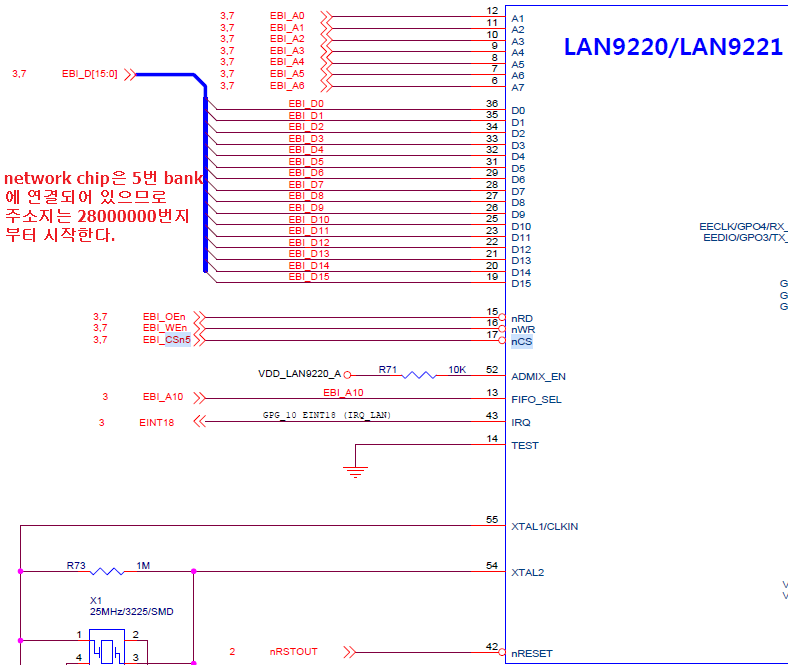 LAN9220/LAN9221
3,7 EBI_A0 12 A1
3,7 EBI_A1 11 A2
3,7 EBI_A2 10 A3
3,7 EBI_A3 9 A4
3,7 EBI_A4 8 A5
3,7 EBI_A5 7 A6
3,7 EBI_A6 6 A7
3,7 EBI_D[15:0]
EBI_D0 36 D0
EBI_D1 35 D1
EBI_D2 34 D2
EBI_D3 33 D3
EBI_D4 32 D4
EBI_D5 31 D5
EBI_D6 29 D6
EBI_D7 28 D7
EBI_D8 27 D8
EBI_D9 26 D9
EBI_D10 25 D10
EBI_D11 23 D11
EBI_D12 22 D12
EBI_D13 21 D13
EBI_D14 20 D14
EBI_D15 19 D15
network chip은 5번 bank
에 연결되어 있으므로
주소지는 28000000번지
부터 시작한다.
EECLK/GPO4/RX_
EEDIO/GPO3/TX_
G
G
G
3,7 EBI_OEn 15 nRD
3,7 EBI_WEn 16 nWR
3,7 EBI_CSn5 17 nCS
VDD_LAN9220_A R71 10K 52 ADMIX_EN
3 EBI_A10 EBI_A10 13 FIFO_SEL
3 EINT18 GPG_10 EINT18 (IRQ_LAN) 43 IRQ
14 TEST
55 XTAL1/CLKIN
R73 1M 54 XTAL2
X1
25MHz/3225/SMD
1 2
4 3
V
V
2 nRSTOUT 42 nRESET